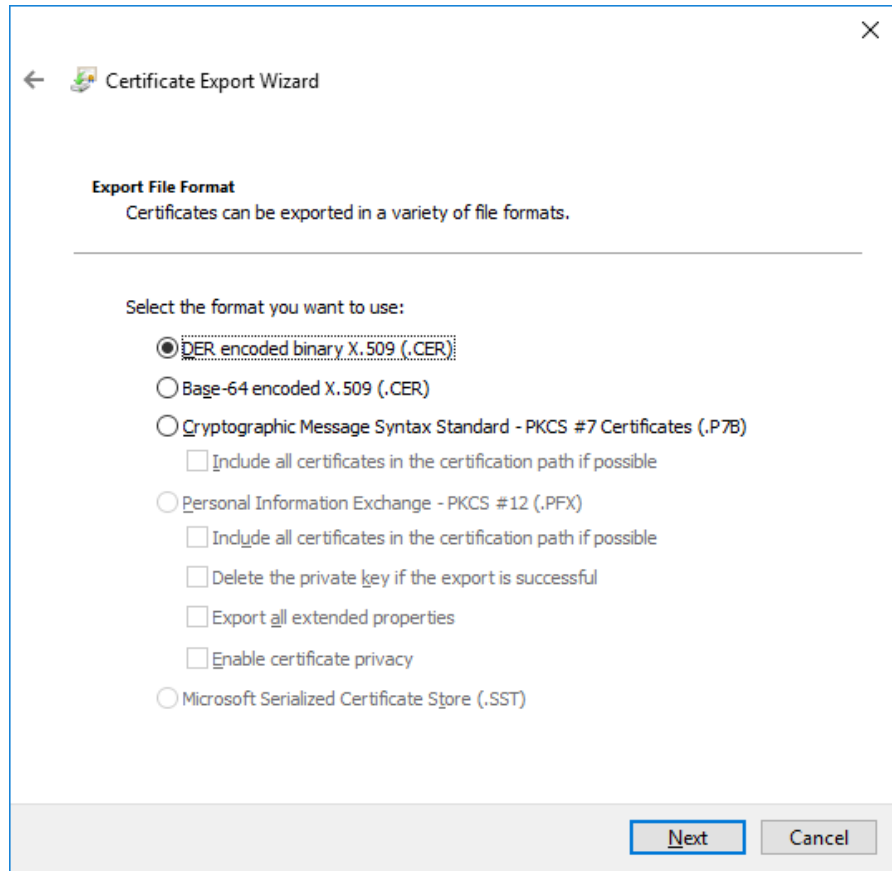 Certificate Export Wizard
Export File Format
Certificates can be exported in a variety of file formats.
Select the format you want to use:
DER encoded binary X.509 (.CER)
Base-64 encoded X.509 (.CER)
Cryptographic Message Syntax Standard - PKCS #7 Certificates (.P7B)
Include all certificates in the certification path if possible
Personal Information Exchange - PKCS #12 (.PFX)
Include all certificates in the certification path if possible
Delete the private key if the export is successful
Export all extended properties
Enable certificate privacy
Microsoft Serialized Certificate Store (.SST)
Next Cancel